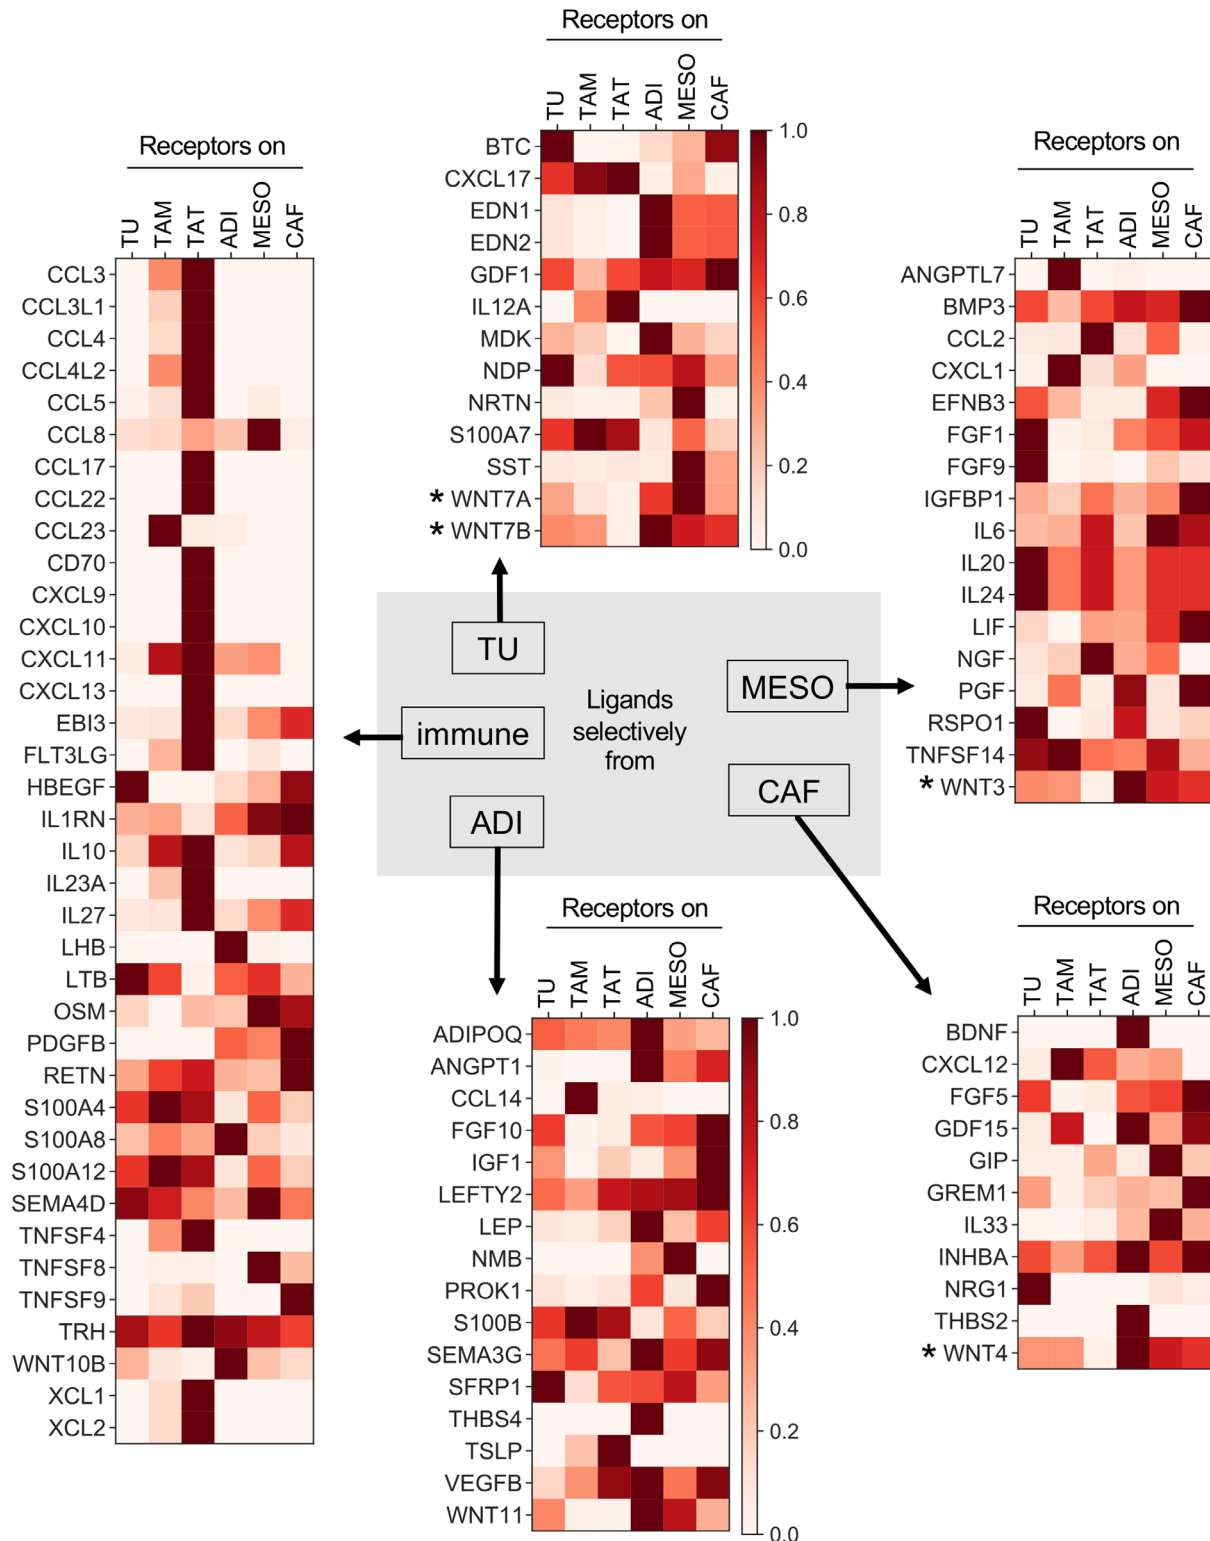 Receptors on
TU TAM TAT ADI MESO CAF
BTC
CXCL17
EDN1
EDN2
GDF1
IL12A
MDK
NDP
NRTN
S100A7
SST
* WNT7A
* WNT7B
1.0
0.8
0.6
0.4
0.2
0.0
Receptors on
TU TAM TAT ADI MESO CAF
CCL3
CCL3L1
CCL4
CCL4L2
CCL5
CCL8
CCL17
CCL22
CCL23
CD70
CXCL9
CXCL10
CXCL11
CXCL13
EBI3
FLT3LG
HBEGF
IL1RN
IL10
IL23A
IL27
LHB
LTB
OSM
PDGFB
RETN
S100A4
S100A8
S100A12
SEMA4D
TNFSF4
TNFSF8
TNFSF9
TRH
WNT10B
XCL1
XCL2
Receptors on
TU TAM TAT ADI MESO CAF
ANGPTL7
BMP3
CCL2
CXCL1
EFNB3
FGF1
FGF9
IGFBP1
IL6
IL20
IL24
LIF
NGF
PGF
RSPO1
TNFSF14
* WNT3
TU
immune
ADI
Ligands
selectively
from
MESO
CAF
Receptors on
TU TAM TAT ADI MESO CAF
ADIPOQ
ANGPT1
CCL14
FGF10
IGF1
LEFTY2
LEP
NMB
PROK1
S100B
SEMA3G
SFRP1
THBS4
TSLP
VEGFB
WNT11
1.0
0.8
0.6
0.4
0.2
0.0
Receptors on
TU TAM TAT ADI MESO CAF
BDNF
CXCL12
FGF5
GDF15
GIP
GREM1
IL33
INHBA
NRG1
THBS2
* WNT4